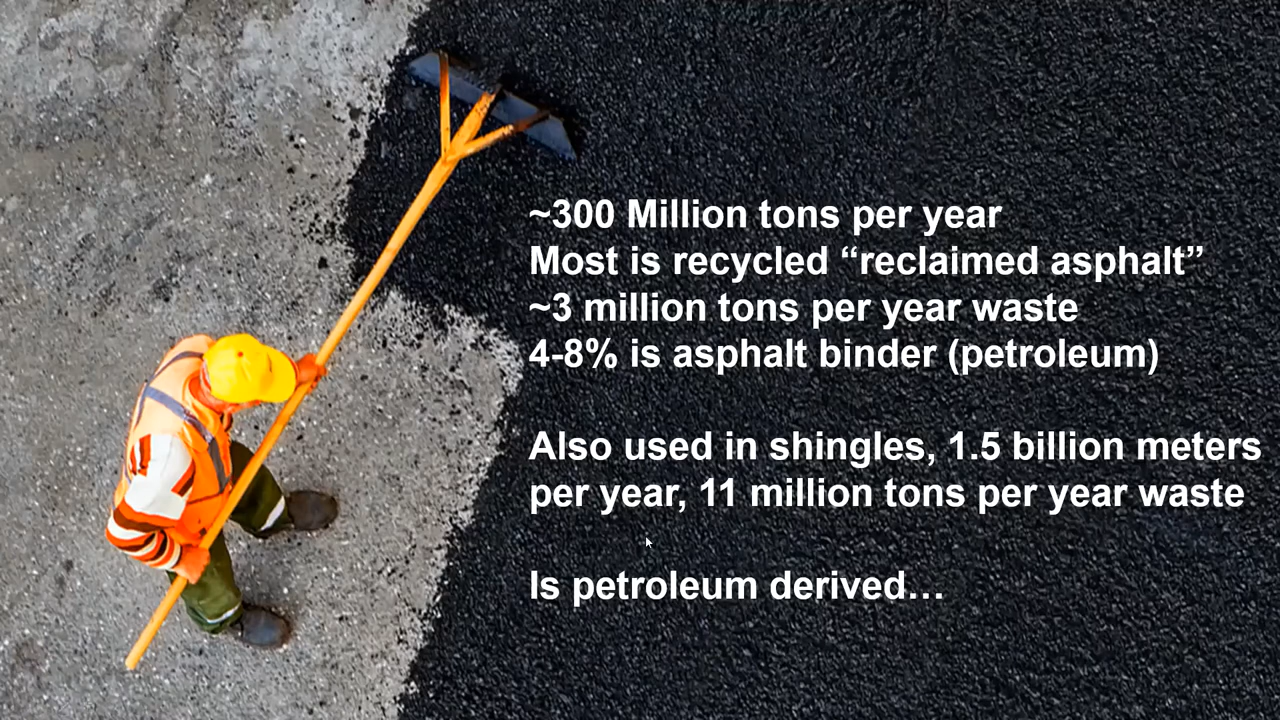 ~300 Million tons per year
Most is recycled “reclaimed asphalt”
~3 million tons per year waste
4-8% is asphalt binder (petroleum)
Also used in shingles, 1.5 billion meters
per year, 11 million tons per year waste
Is petroleum derived…